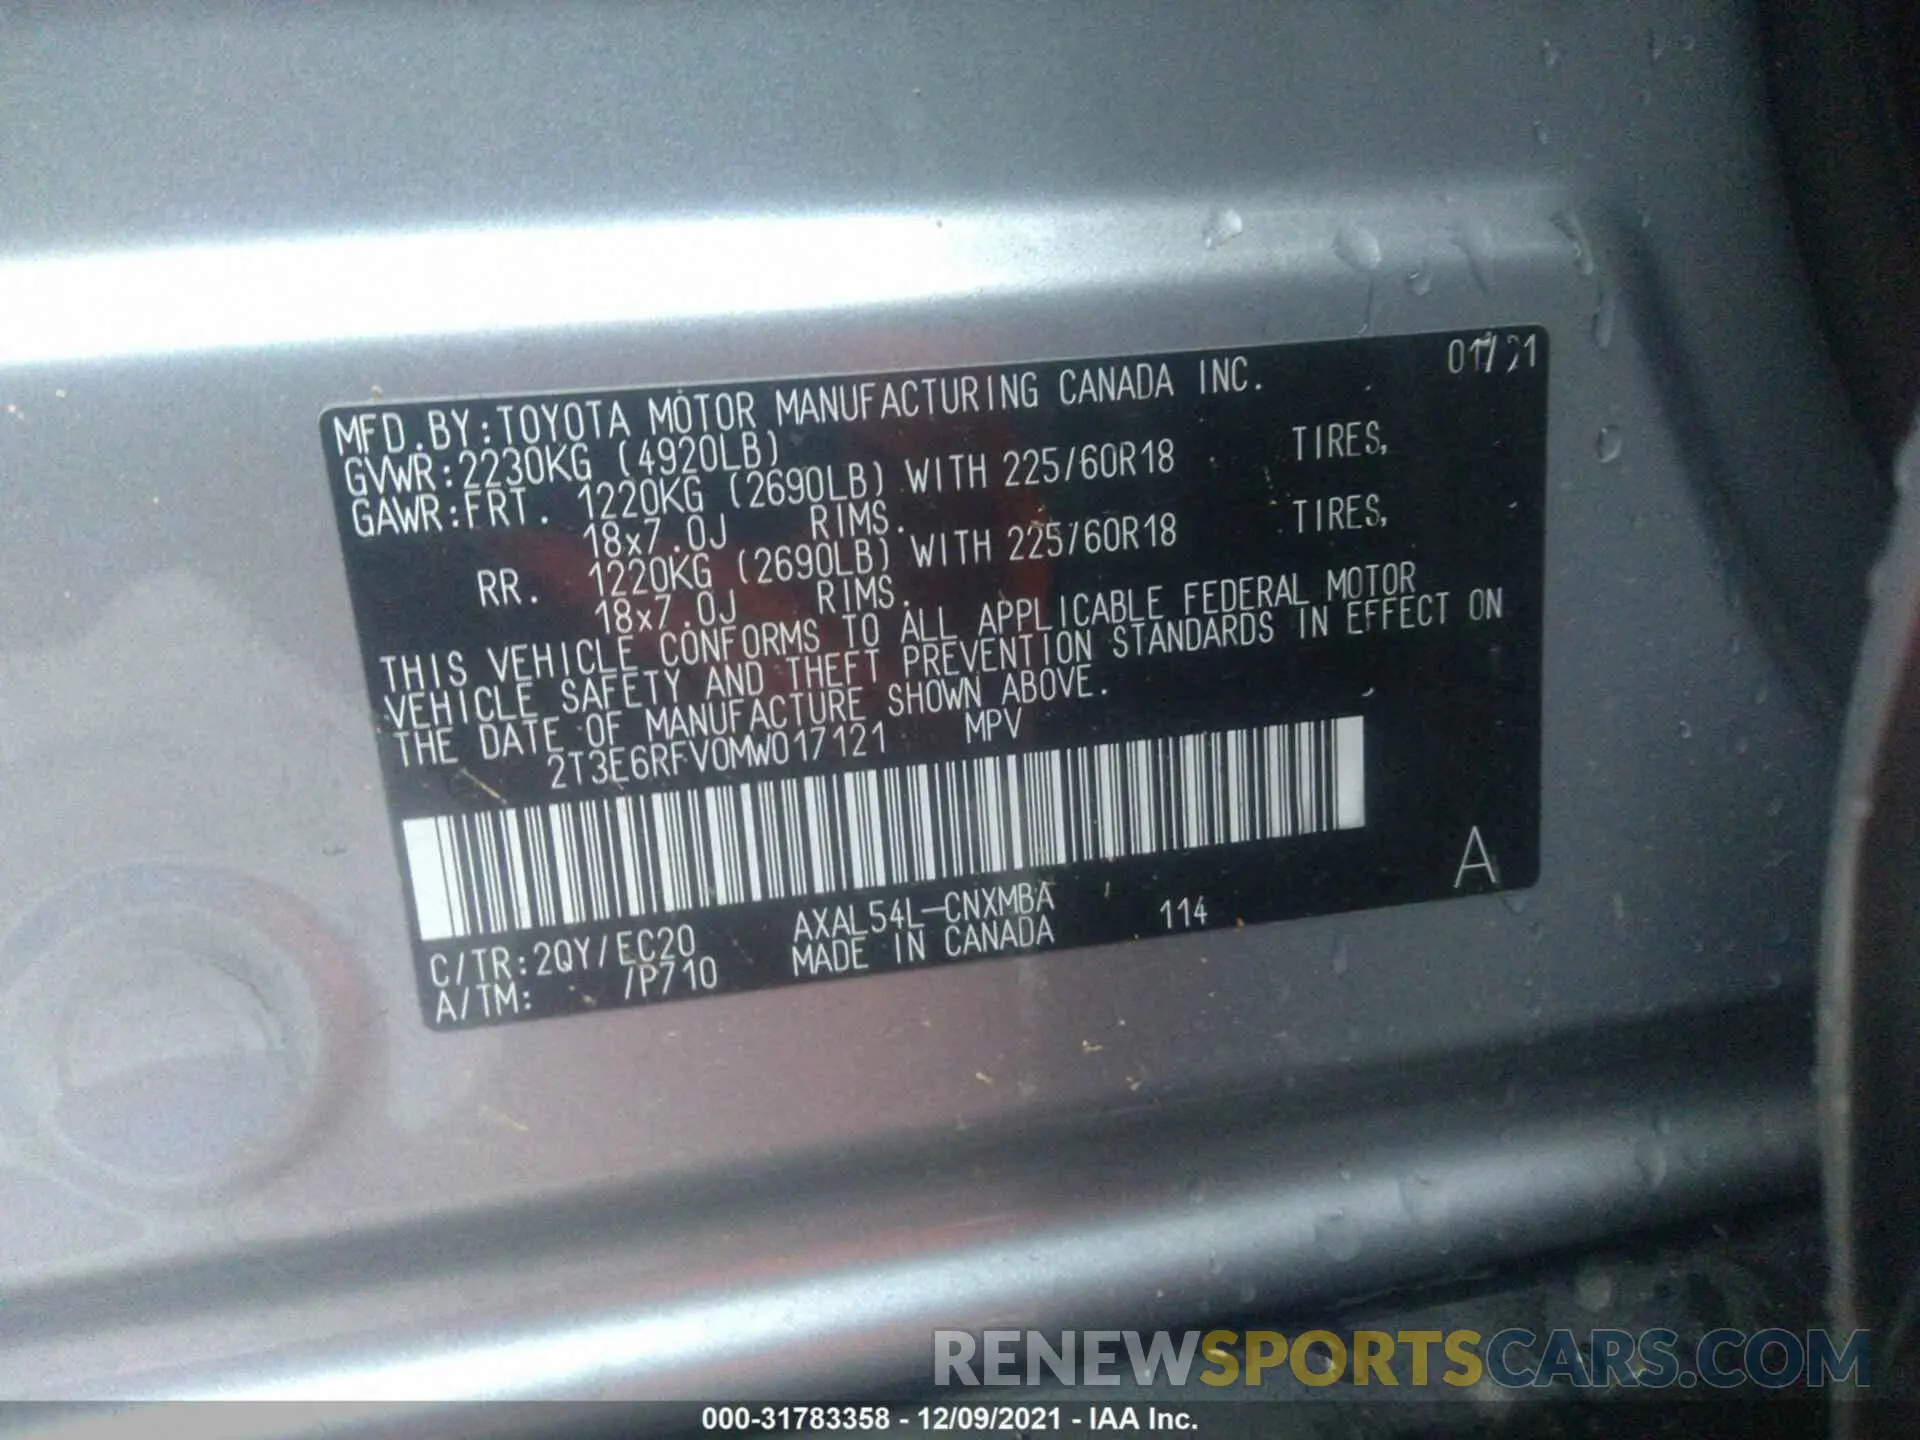 01/21
MFD.BY:TOYOTA MOTOR MANUFACTURING CANADA INC.
GVWR:2230KG (4920LB)
GAWR:FRT. 1220KG (2690LB) WITH 225/60R18 TIRES,
18x7.0J RIMS.
RR. 1220KG (2690LB) WITH 225/60R18 TIRES,
18x7.0J RIMS.
THIS VEHICLE CONFORMS TO ALL APPLICABLE FEDERAL MOTOR
VEHICLE SAFETY AND THEFT PREVENTION STANDARDS IN EFFECT ON
THE DATE OF MANUFACTURE SHOWN ABOVE.
2T3E6RFV0MW017121 MPV
A
C/TR:2QY/EC20 AXAL54L-CNXMBA 114
A/TM: /P710 MADE IN CANADA
RENEWSPORTSCARS.COM
000-31783358 - 12/09/2021 - IAA Inc.